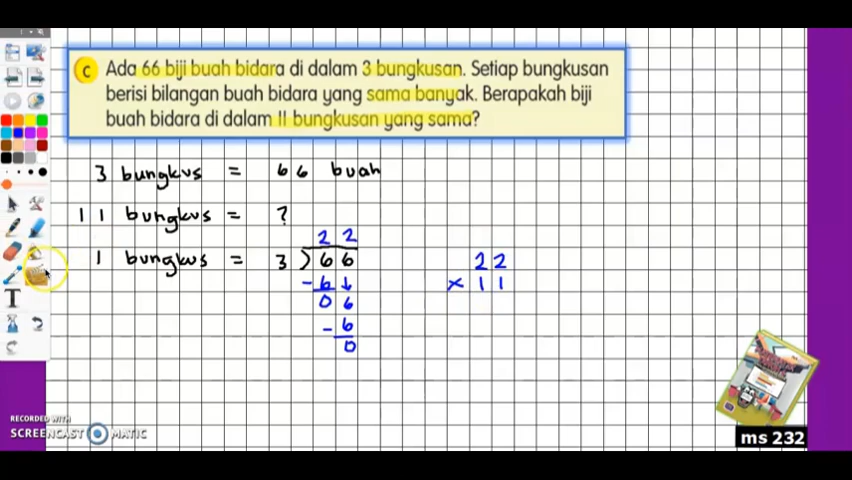 c Ada 66 biji buah bidara di dalam 3 bungkusan. Setiap bungkusan
berisi bilangan buah bidara yang sama banyak. Berapakah biji
buah bidara di dalam 11 bungkusan yang sama?
3 bungkus = 66 buah
11 bungkus = ?
22
1 bungkus = 3)66
-6↓
06
-6
0
22
× 11
T
RECORDED WITH
SCREENCAST MATIC
ms 232